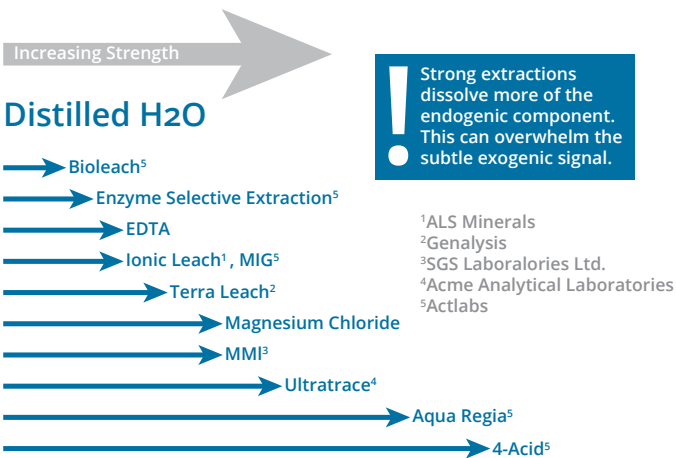 Increasing Strength
Distilled H2O
Bioleach⁵
Enzyme Selective Extraction⁵
EDTA
Ionic Leach¹ , MIG⁵
Terra Leach²
Magnesium Chloride
MMl³
Ultratrace⁴
Aqua Regia⁵
4-Acid⁵
!
Strong extractions
dissolve more of the
endogenic component.
This can overwhelm the
subtle exogenic signal.
¹ALS Minerals
²Genalysis
³SGS Laboralories Ltd.
⁴Acme Analytical Laboratories
⁵Actlabs